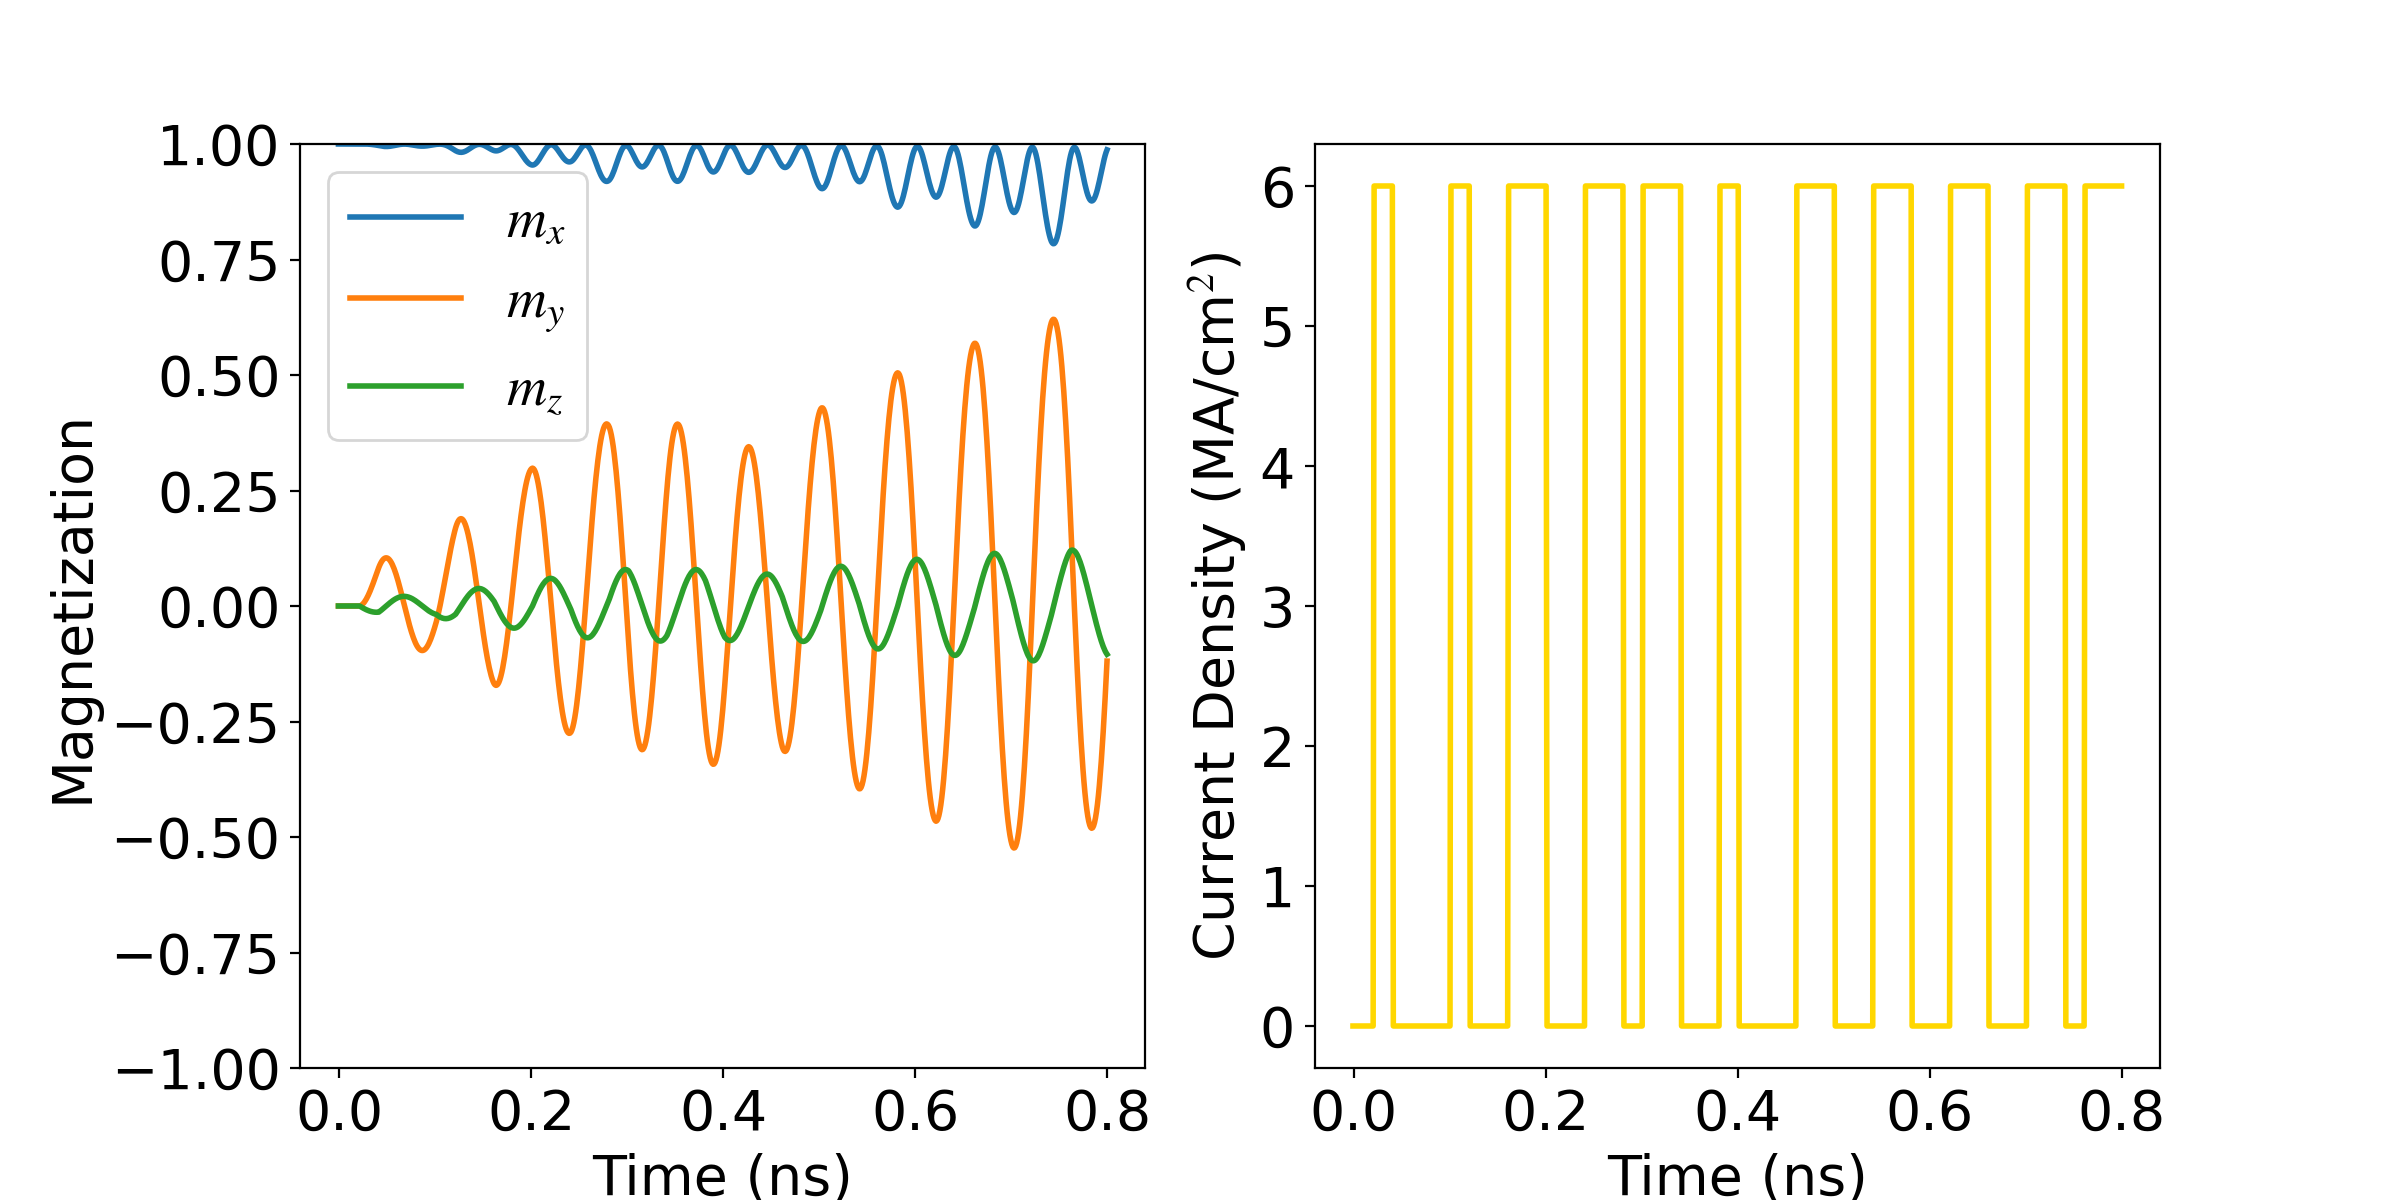 1.00
0.75
0.50
0.25
0.00
−0.25
−0.50
−0.75
−1.00
Magnetization
m_x
m_y
m_z
0.0 0.2 0.4 0.6 0.8
Time (ns)
6
5
4
3
2
1
0
Current Density (MA/cm²)
0.0 0.2 0.4 0.6 0.8
Time (ns)